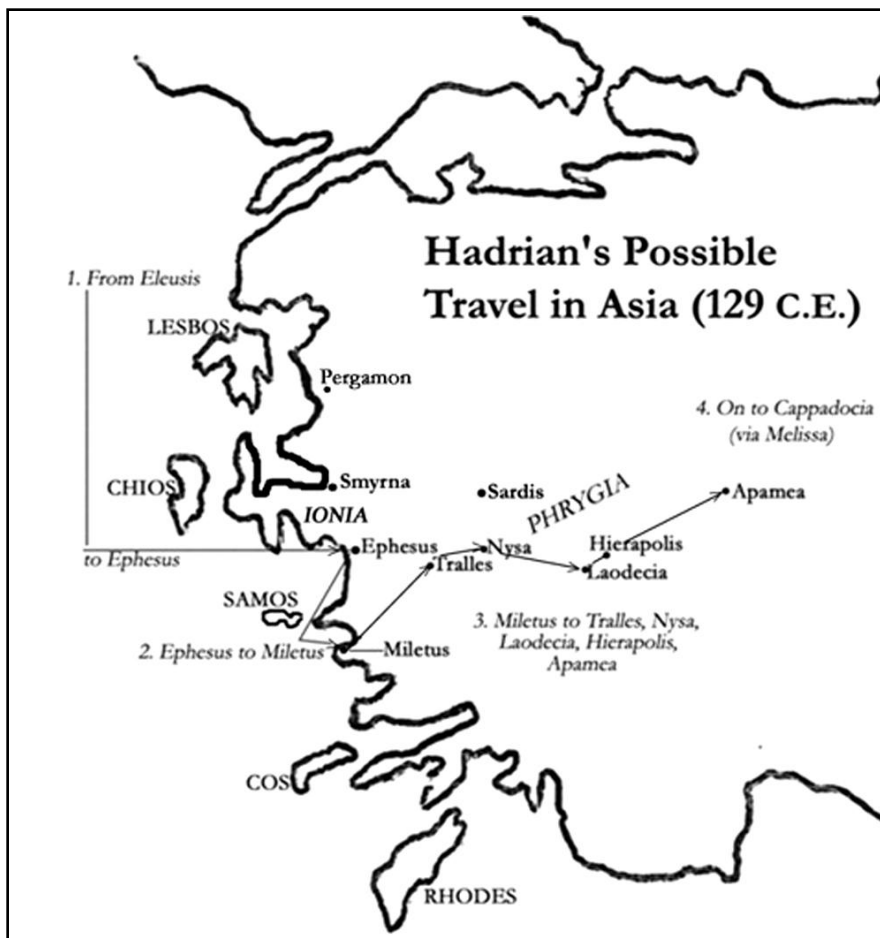 Hadrian's Possible
Travel in Asia (129 C.E.)
1. From Eleusis
LESBOS
Pergamon
4. On to Cappadocia
(via Melissa)
CHIOS
Smyrna
Sardis
PHRYGIA
Apamea
IONIA
to Ephesus
Ephesus
Nysa
Hierapolis
Tralles
Laodecia
SAMOS
3. Miletus to Tralles, Nysa,
Laodecia, Hierapolis,
Apamea
2. Ephesus to Miletus
Miletus
COS
RHODES